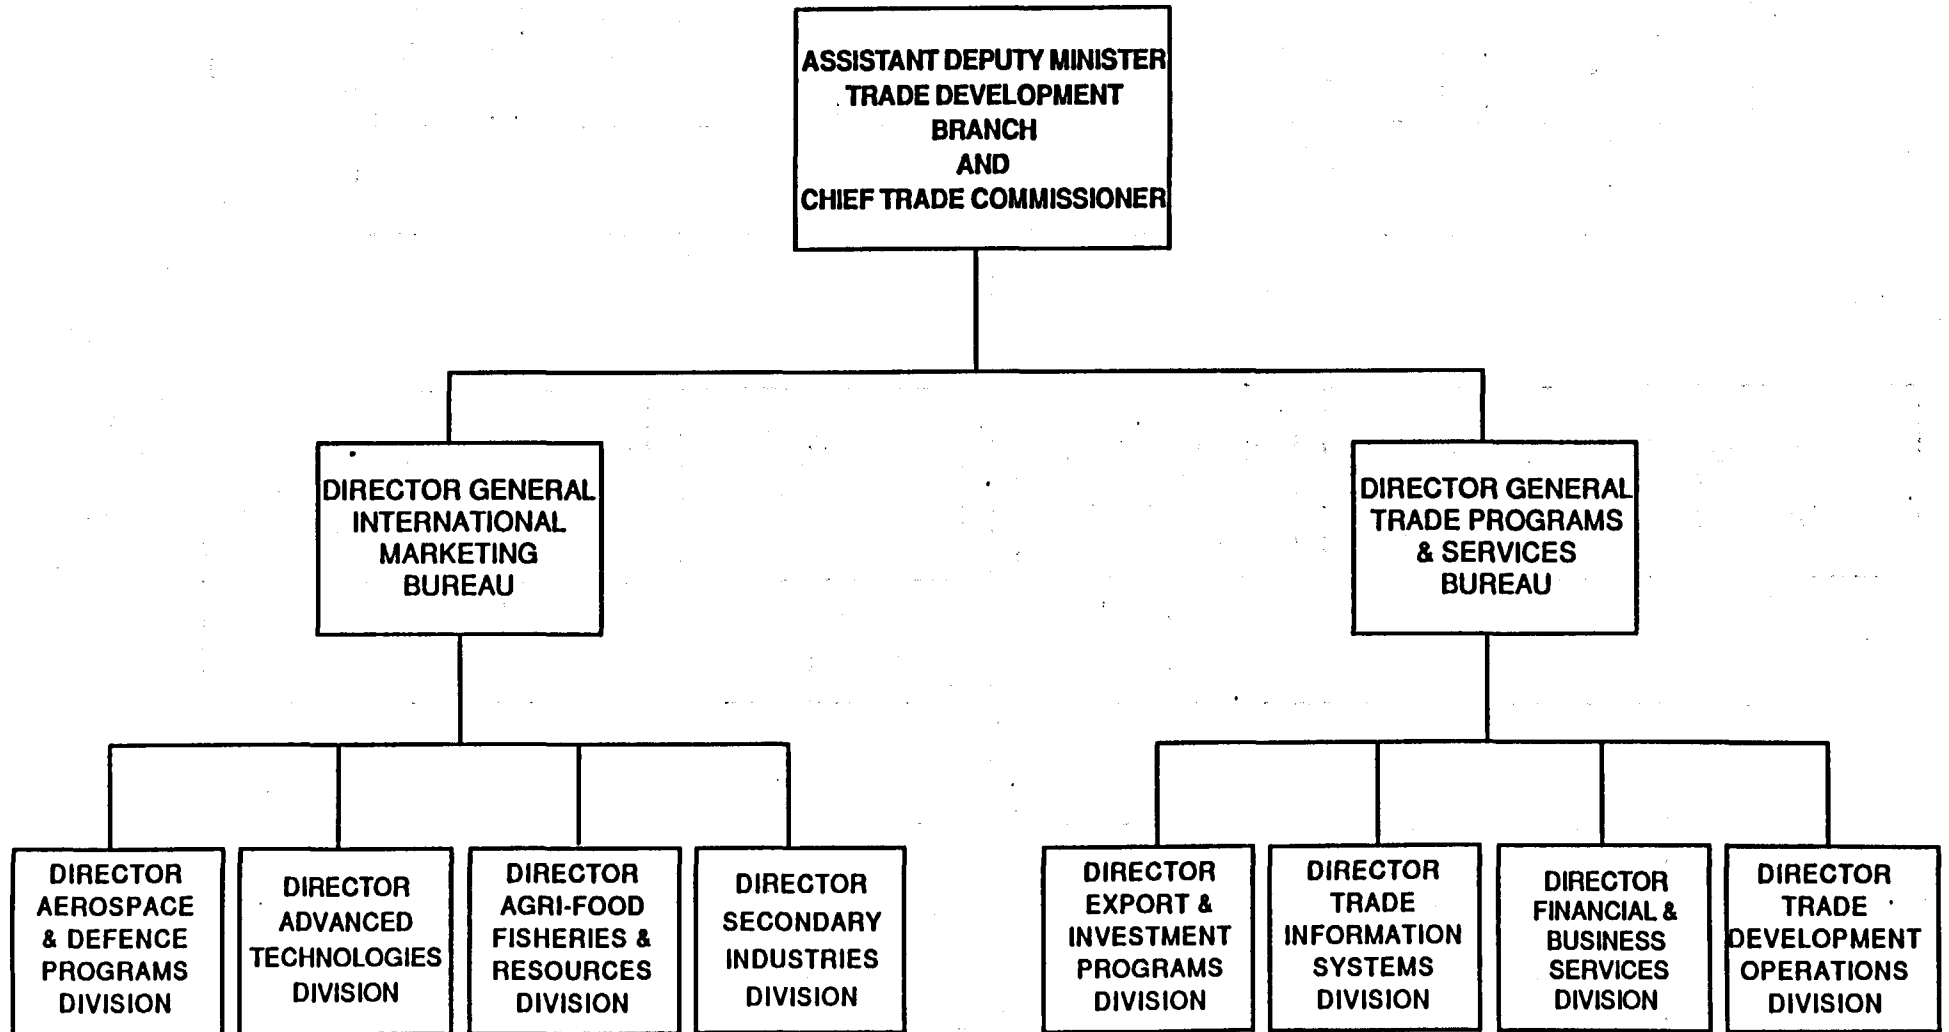 ASSISTANT DEPUTY MINISTER
TRADE DEVELOPMENT
BRANCH
AND
CHIEF TRADE COMMISSIONER
DIRECTOR GENERAL
INTERNATIONAL
MARKETING
BUREAU
DIRECTOR GENERAL
TRADE PROGRAMS
& SERVICES
BUREAU
DIRECTOR
AEROSPACE
& DEFENCE
PROGRAMS
DIVISION
DIRECTOR
ADVANCED
TECHNOLOGIES
DIVISION
DIRECTOR
AGRI-FOOD
FISHERIES &
RESOURCES
DIVISION
DIRECTOR
SECONDARY
INDUSTRIES
DIVISION
DIRECTOR
EXPORT &
INVESTMENT
PROGRAMS
DIVISION
DIRECTOR
TRADE
INFORMATION
SYSTEMS
DIVISION
DIRECTOR
FINANCIAL &
BUSINESS
SERVICES
DIVISION
DIRECTOR
TRADE
DEVELOPMENT
OPERATIONS
DIVISION